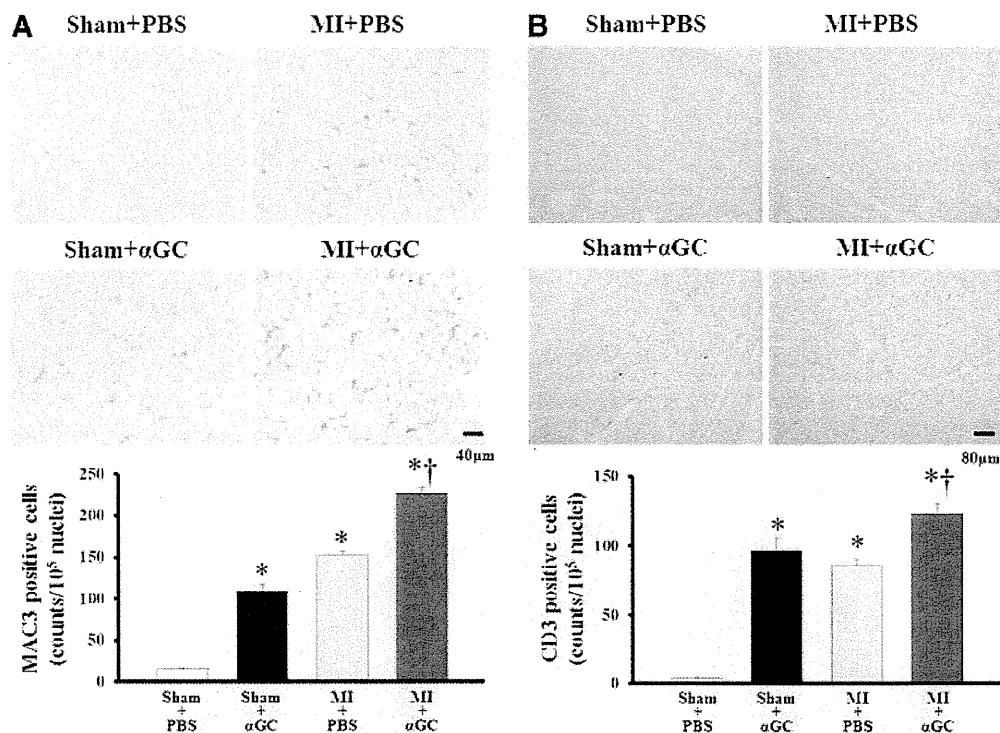 A
Sham+PBS
MI+PBS
Sham+αGC
MI+αGC
40μm
MAC3 positive cells
(counts/10⁵ nuclei)
250
200
150
100
50
0
*
*
*†
Sham
+
PBS
Sham
+
αGC
MI
+
PBS
MI
+
αGC
B
Sham+PBS
MI+PBS
Sham+αGC
MI+αGC
80μm
CD3 positive cells
(counts/10⁵ nuclei)
150
100
50
0
*
*
*†
Sham
+
PBS
Sham
+
αGC
MI
+
PBS
MI
+
αGC